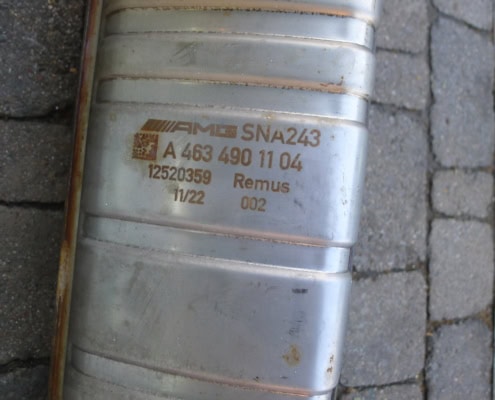 AMG SNA243
A 463 490 11 04
12520359 Remus
11/22 002